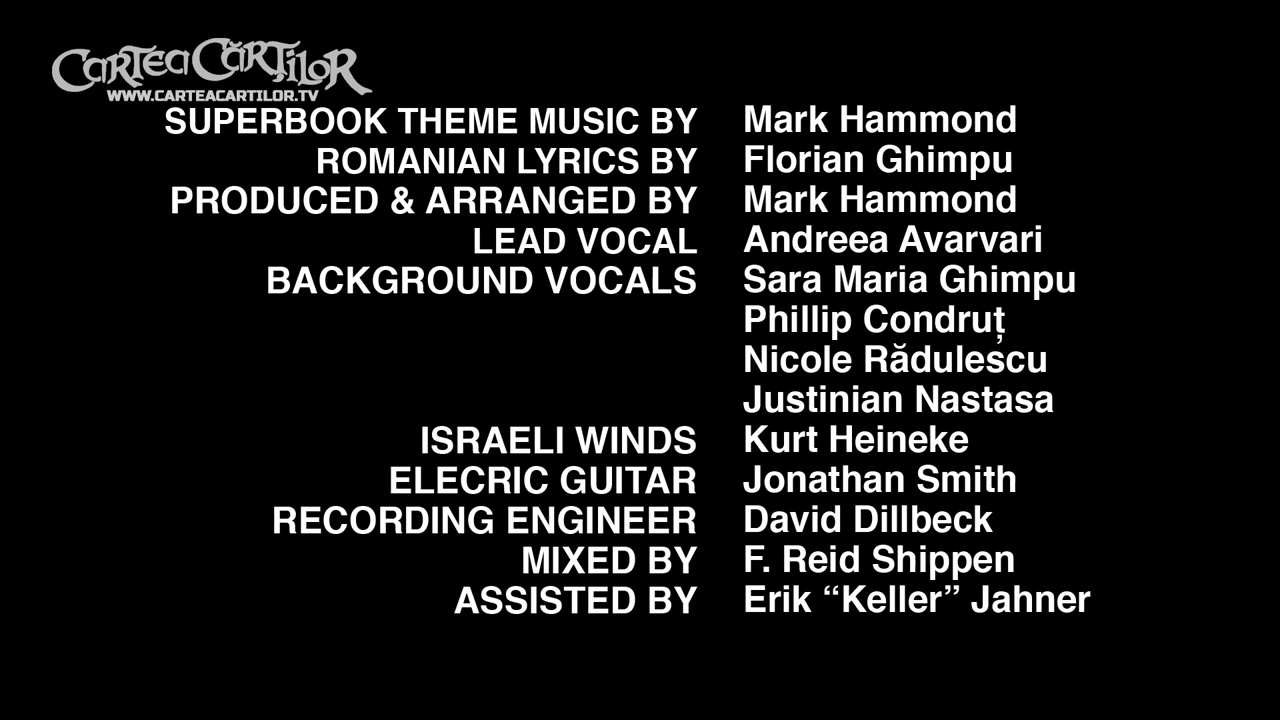 CARTEA CĂRȚILOR
WWW.CARTEACARTILOR.TV
SUPERBOOK THEME MUSIC BY Mark Hammond
ROMANIAN LYRICS BY Florian Ghimpu
PRODUCED & ARRANGED BY Mark Hammond
LEAD VOCAL Andreea Avarvari
BACKGROUND VOCALS Sara Maria Ghimpu
Phillip Condruț
Nicole Rădulescu
Justinian Nastasa
ISRAELI WINDS Kurt Heineke
ELECRIC GUITAR Jonathan Smith
RECORDING ENGINEER David Dillbeck
MIXED BY F. Reid Shippen
ASSISTED BY Erik “Keller” Jahner